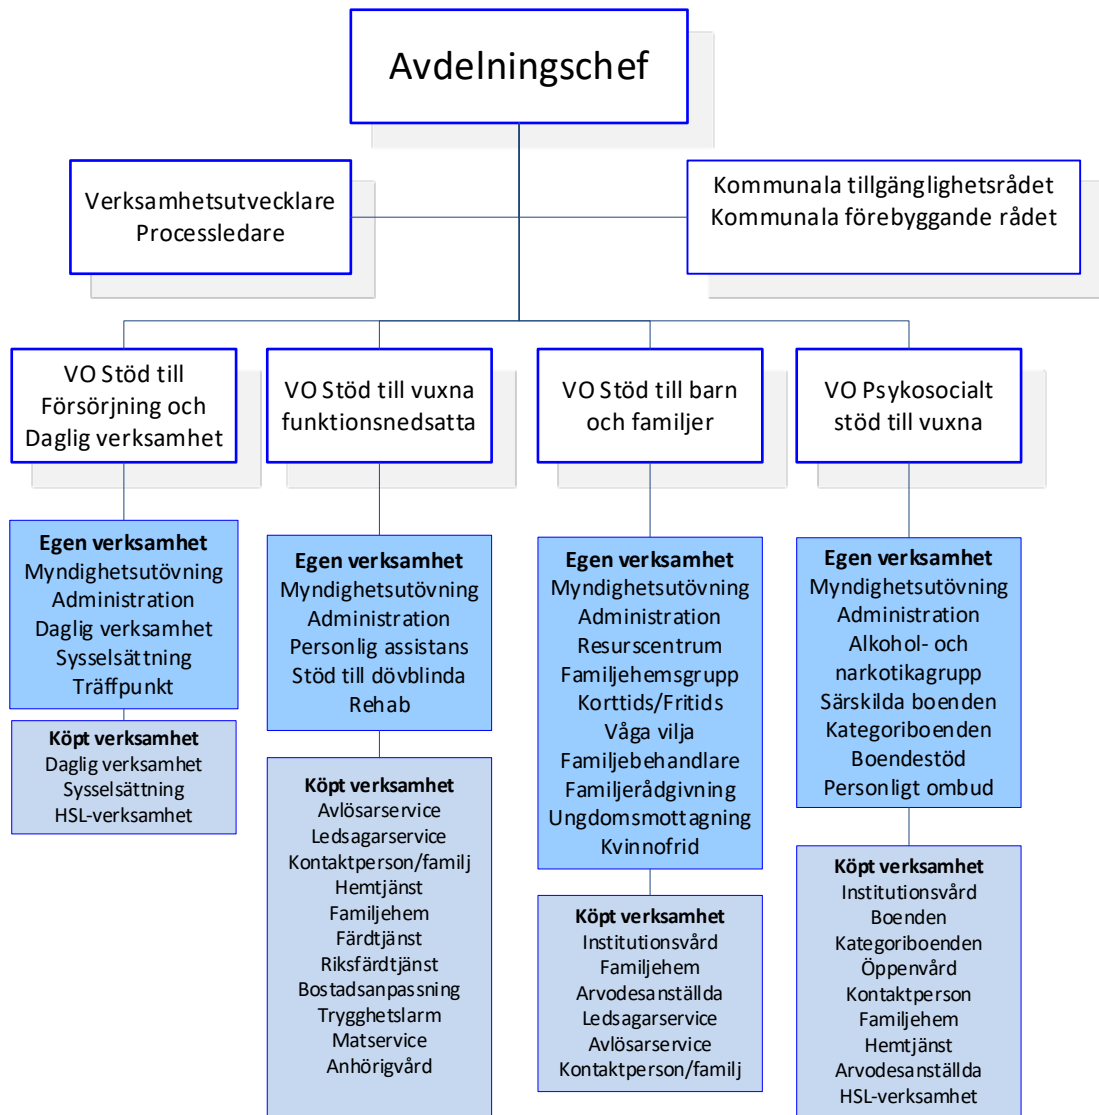 Avdelningschef
Verksamhetsutvecklare
Processledare
Kommunala tillgänglighetsrådet
Kommunala förebyggande rådet
VO Stöd till
Försörjning och
Daglig verksamhet
VO Stöd till vuxna
funktionsnedsatta
VO Stöd till barn
och familjer
VO Psykosocialt
stöd till vuxna
Egen verksamhet
Myndighetsutövning
Administration
Daglig verksamhet
Sysselsättning
Träffpunkt
Köpt verksamhet
Daglig verksamhet
Sysselsättning
HSL-verksamhet
Egen verksamhet
Myndighetsutövning
Administration
Personlig assistans
Stöd till dövblinda
Rehab
Köpt verksamhet
Avlösarservice
Ledsagarservice
Kontaktperson/familj
Hemtjänst
Familjehem
Färdtjänst
Riksfärdtjänst
Bostadsanpassning
Trygghetslarm
Matservice
Anhörigvård
Egen verksamhet
Myndighetsutövning
Administration
Resurscentrum
Familjehemsgrupp
Korttids/Fritids
Våga vilja
Familjebehandlare
Familjerådgivning
Ungdomsmottagning
Kvinnofrid
Köpt verksamhet
Institutionsvård
Familjehem
Arvodesanställda
Ledsagarservice
Avlösarservice
Kontaktperson/familj
Egen verksamhet
Myndighetsutövning
Administration
Alkohol- och
narkotikagrupp
Särskilda boenden
Kategoriboenden
Boendestöd
Personligt ombud
Köpt verksamhet
Institutionsvård
Boenden
Kategoriboenden
Öppenvård
Kontaktperson
Familjehem
Hemtjänst
Arvodesanställda
HSL-verksamhet